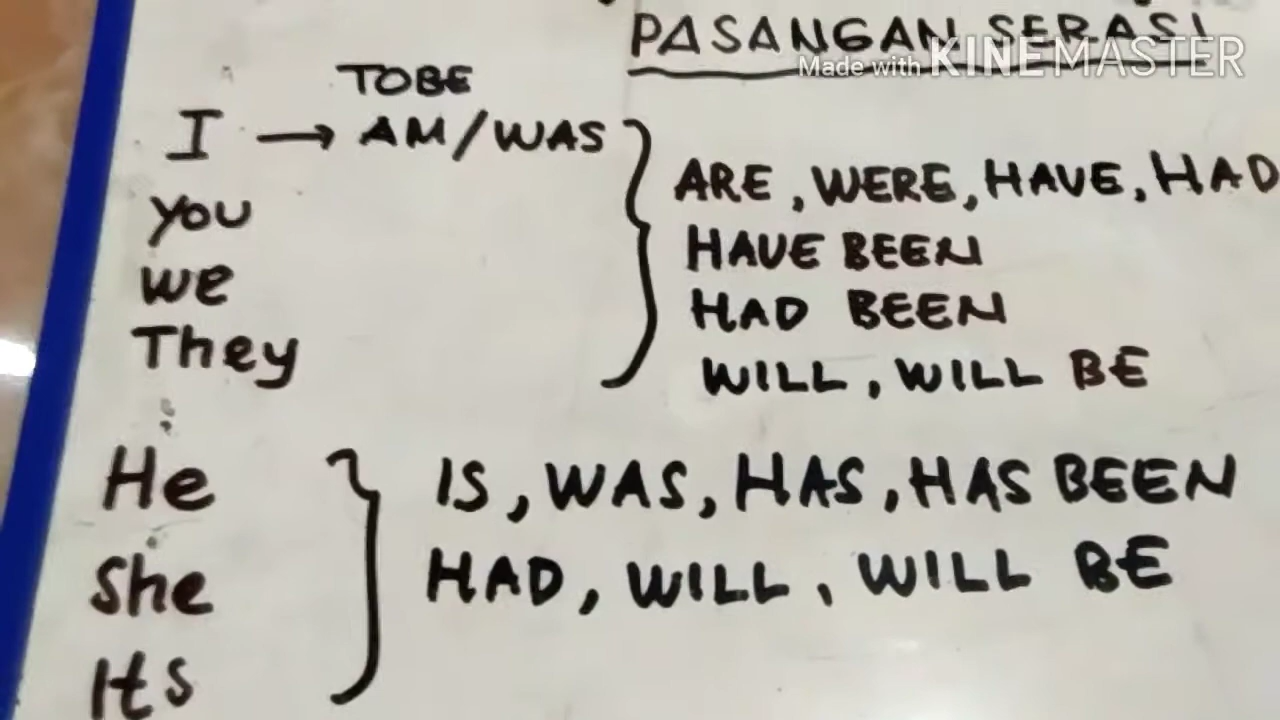 PASANGAN SERASI
Made with KINEMASTER
TOBE
I → AM/WAS
You
we
They
ARE, WERE, HAVE, HAD
HAVE BEEN
HAD BEEN
WILL, WILL BE
He
She
Its
IS, WAS, HAS, HAS BEEN
HAD, WILL, WILL BE